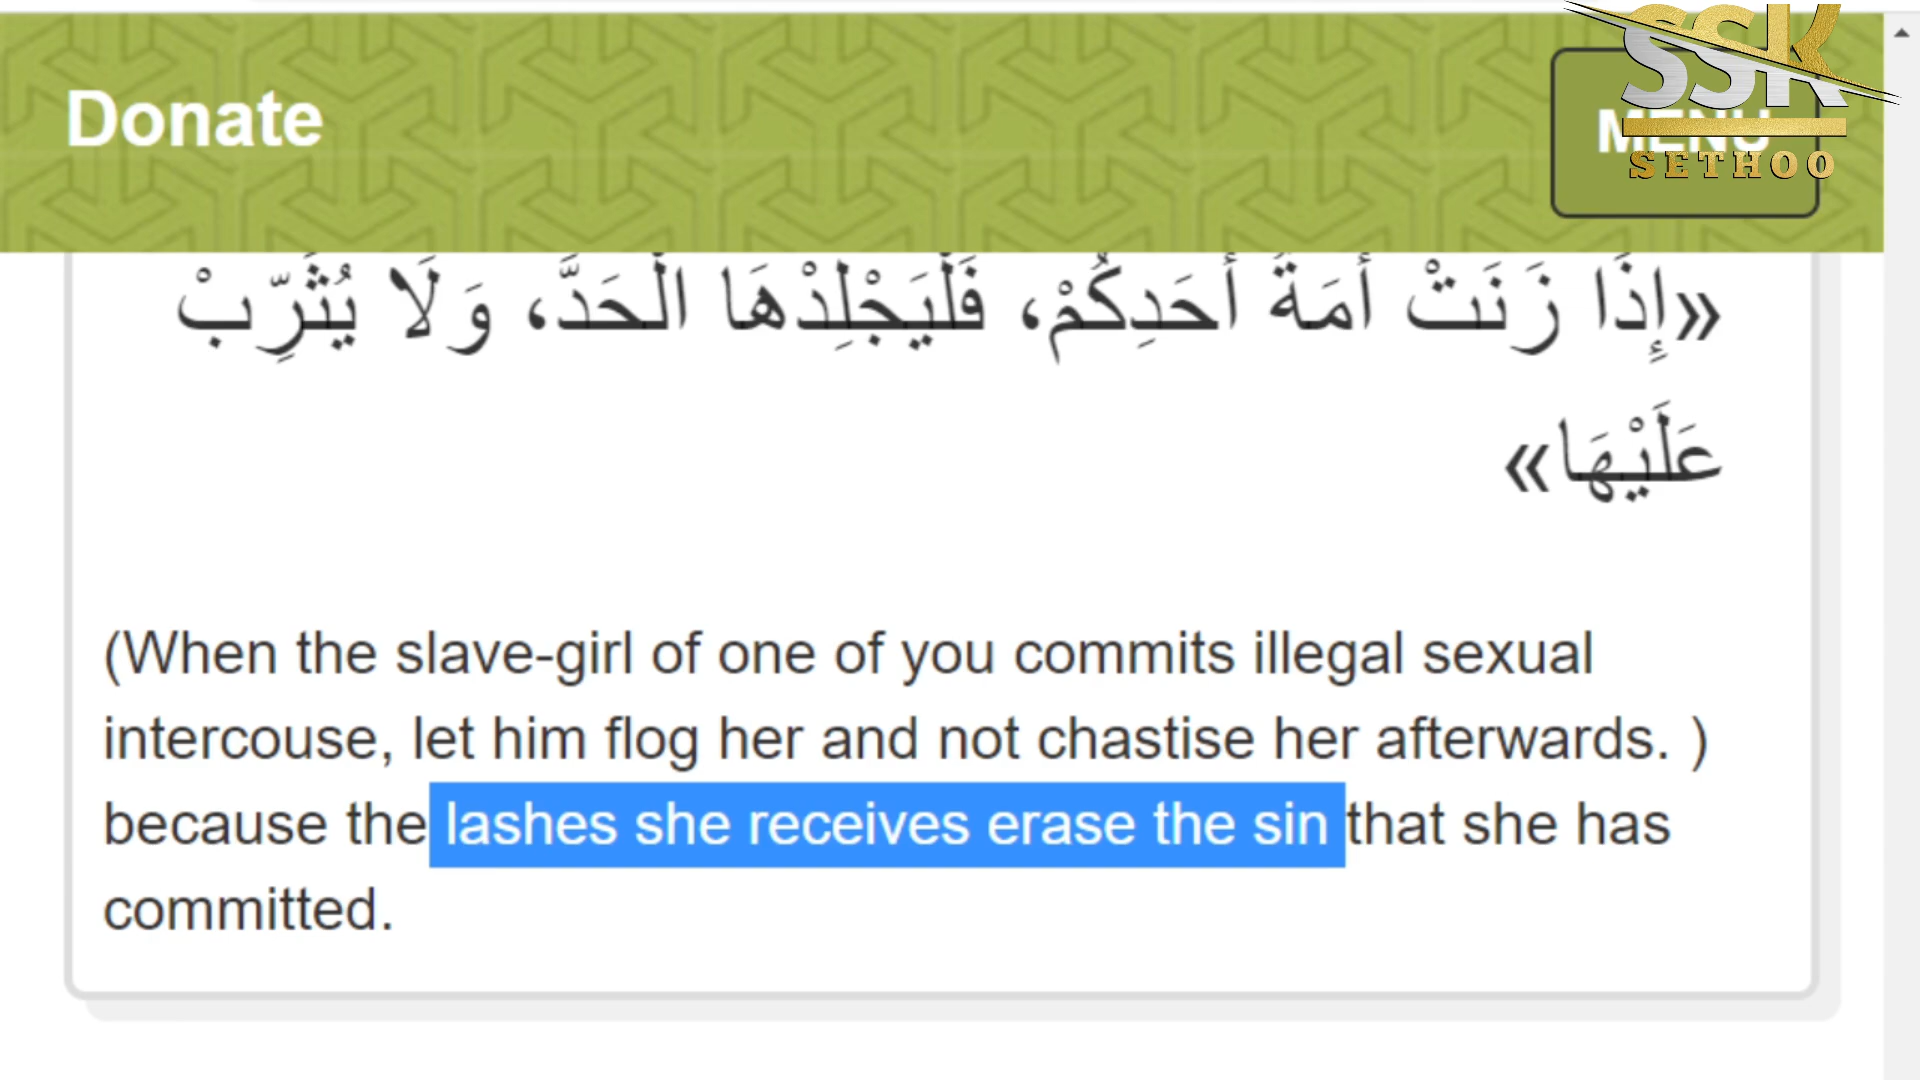 SSK
Donate
MENU
SETHOO
«إِذَا زَنَتْ أَمَةُ أَحَدِكُمْ، فَلْيَجْلِدْهَا الْحَدَّ، وَلَا يُثَرِّبْ
عَلَيْهَا»
(When the slave-girl of one of you commits illegal sexual
intercouse, let him flog her and not chastise her afterwards. )
because the lashes she receives erase the sin that she has
committed.